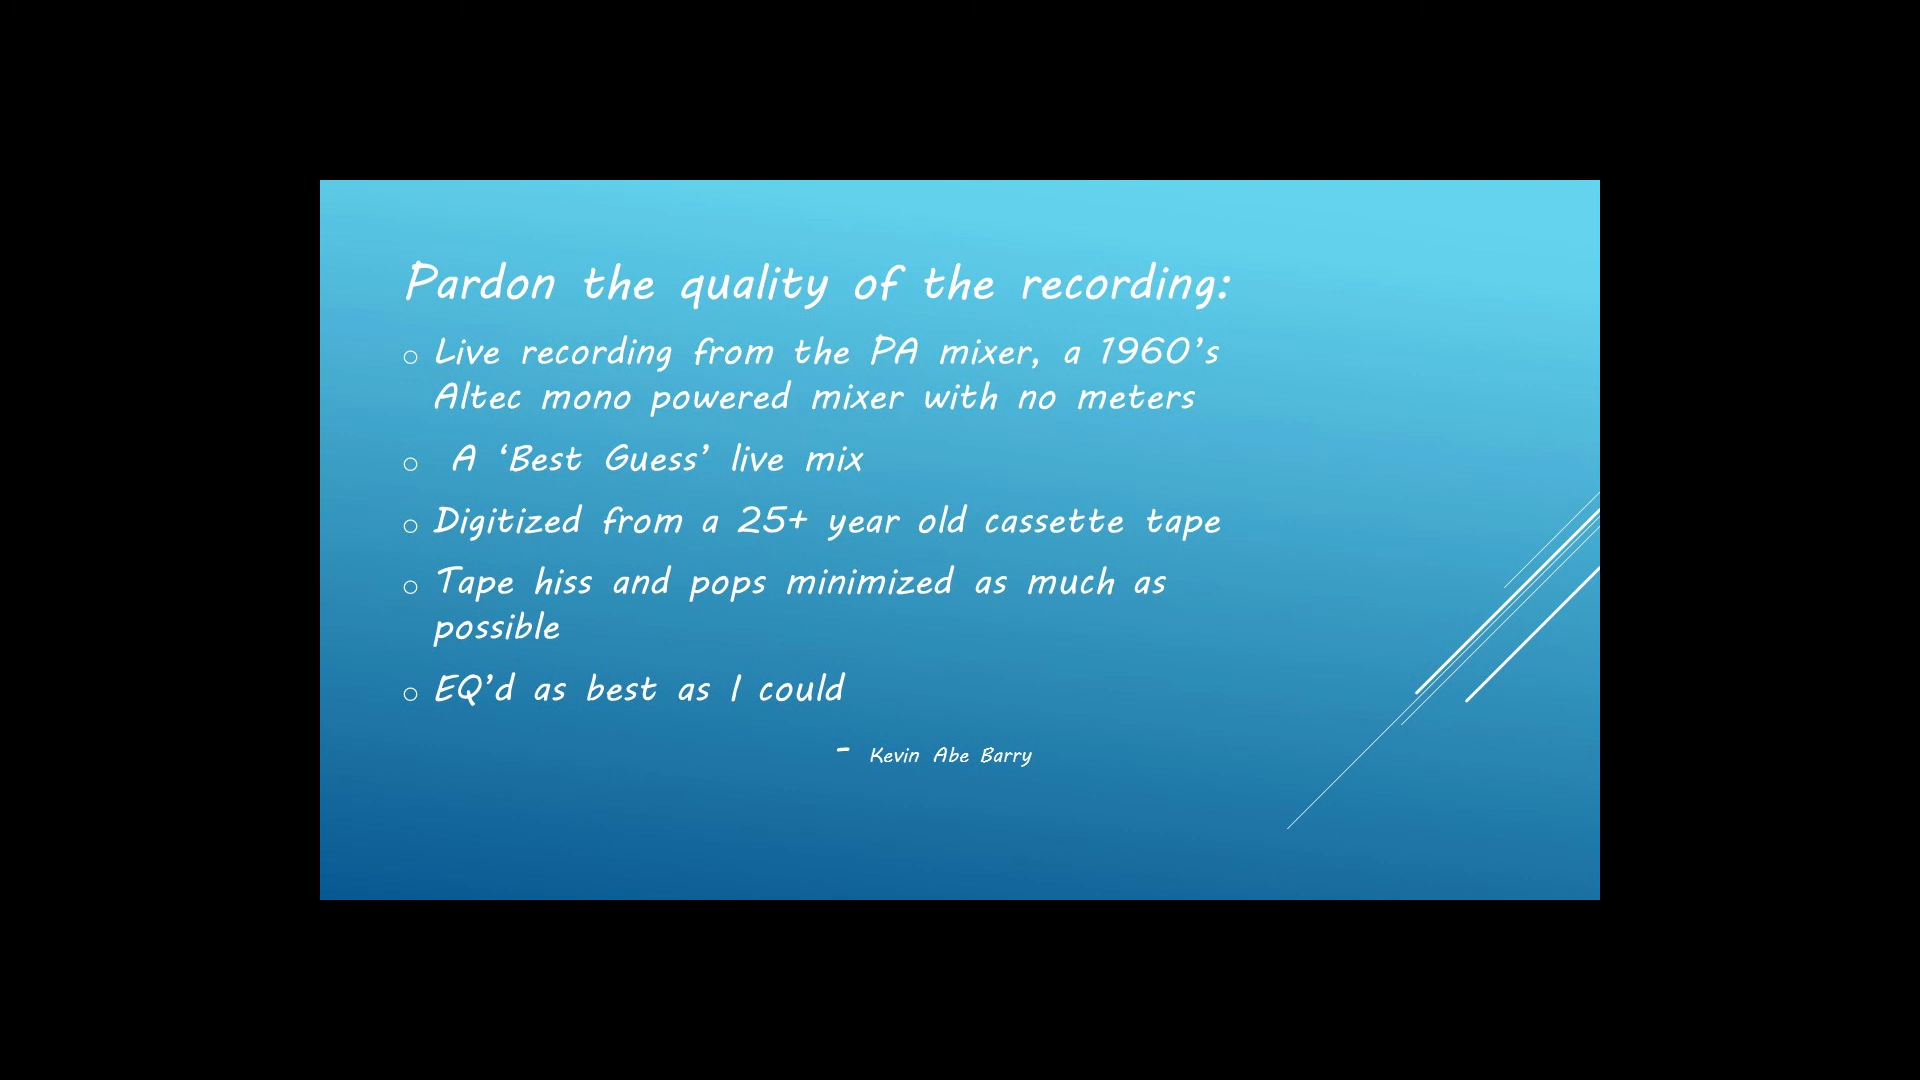 Pardon the quality of the recording:
○ Live recording from the PA mixer, a 1960’s
Altec mono powered mixer with no meters
○ A ‘Best Guess’ live mix
○ Digitized from a 25+ year old cassette tape
○ Tape hiss and pops minimized as much as
possible
○ EQ’d as best as I could
- Kevin Abe Barry